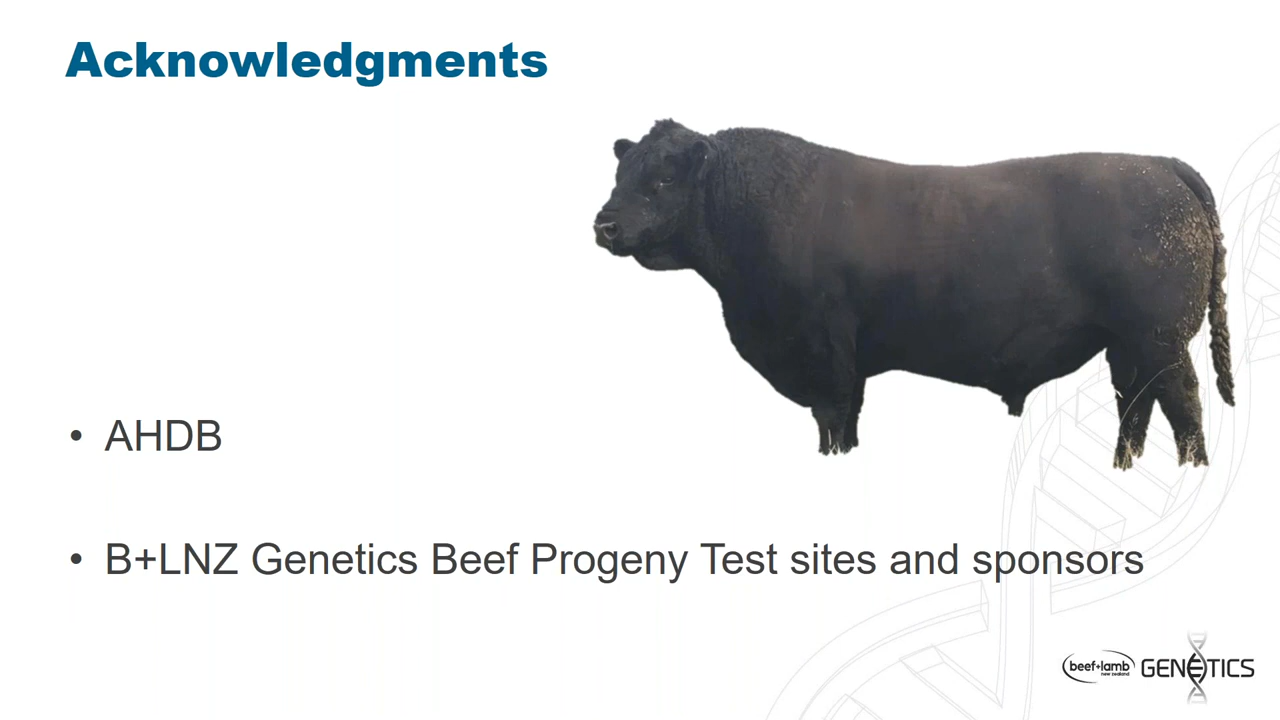 Acknowledgments
• AHDB
• B+LNZ Genetics Beef Progeny Test sites and sponsors
beef+lamb
new zealand
GENETICS